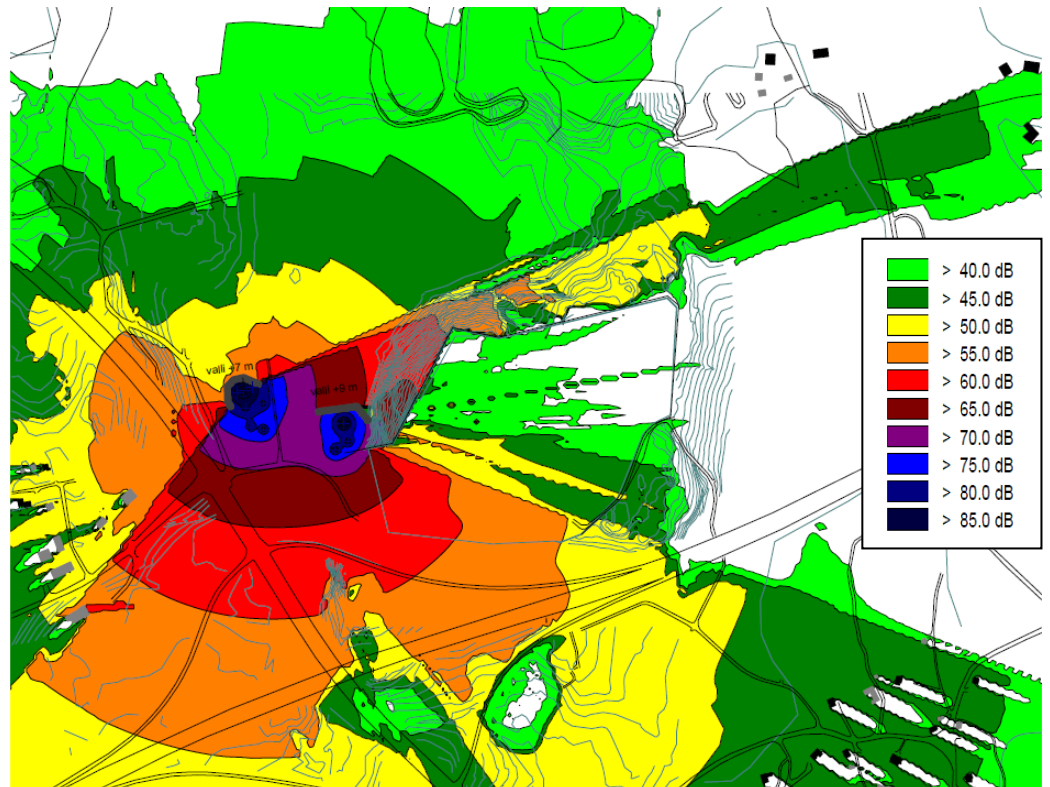 valli +7 m
valli +9 m
> 40.0 dB
> 45.0 dB
> 50.0 dB
> 55.0 dB
> 60.0 dB
> 65.0 dB
> 70.0 dB
> 75.0 dB
> 80.0 dB
> 85.0 dB